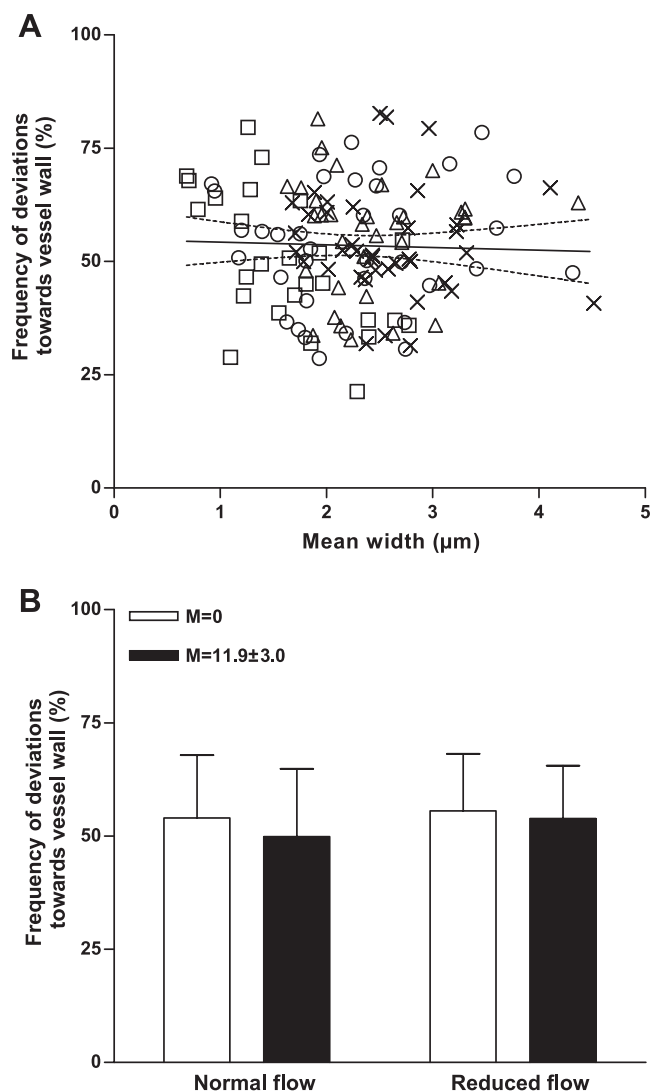 A
100
75
50
25
0
Frequency of deviations
towards vessel wall (%)
0 1 2 3 4 5
Mean width (µm)
B
100
75
50
25
0
Frequency of deviations
towards vessel wall (%)
M=0
M=11.9±3.0
Normal flow Reduced flow